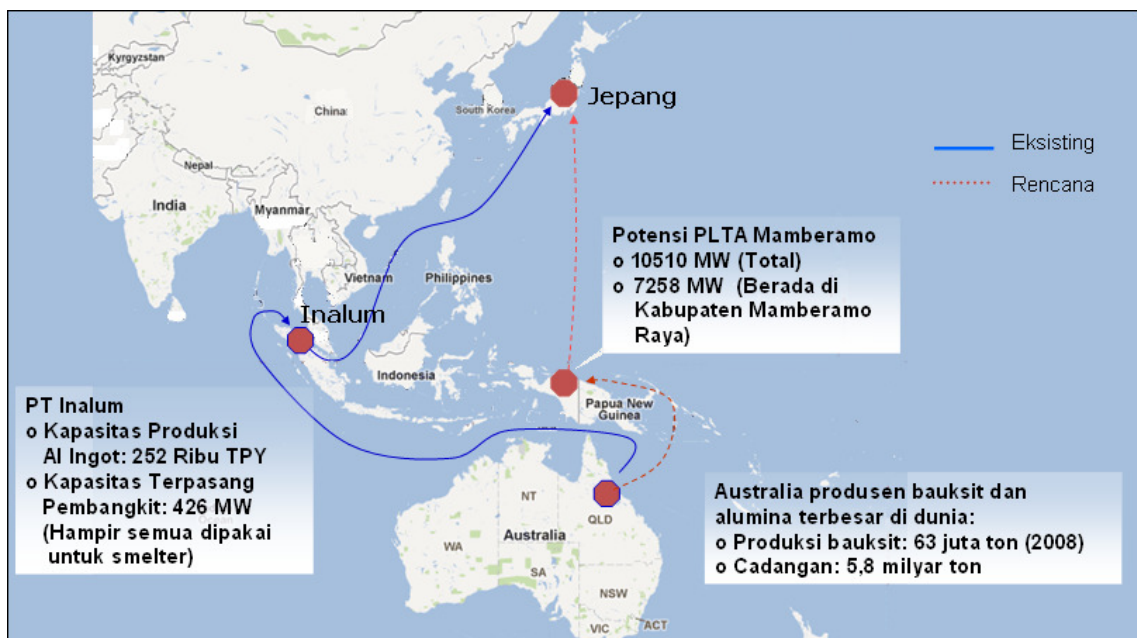 Kyrgyzstan
China
South Korea
Jepang
Nepal
India
Myanmar
Vietnam
Philippines
Eksisting
Rencana
Potensi PLTA Mamberamo
o 10510 MW (Total)
o 7258 MW (Berada di
Kabupaten Mamberamo
Raya)
Inalum
Indonesia
Papua New
Guinea
PT Inalum
o Kapasitas Produksi
Al Ingot: 252 Ribu TPY
o Kapasitas Terpasang
Pembangkit: 426 MW
(Hampir semua dipakai
untuk smelter)
NT
QLD
Australia
WA
SA
NSW
ACT
VIC
Australia produsen bauksit dan
alumina terbesar di dunia:
o Produksi bauksit: 63 juta ton (2008)
o Cadangan: 5,8 milyar ton